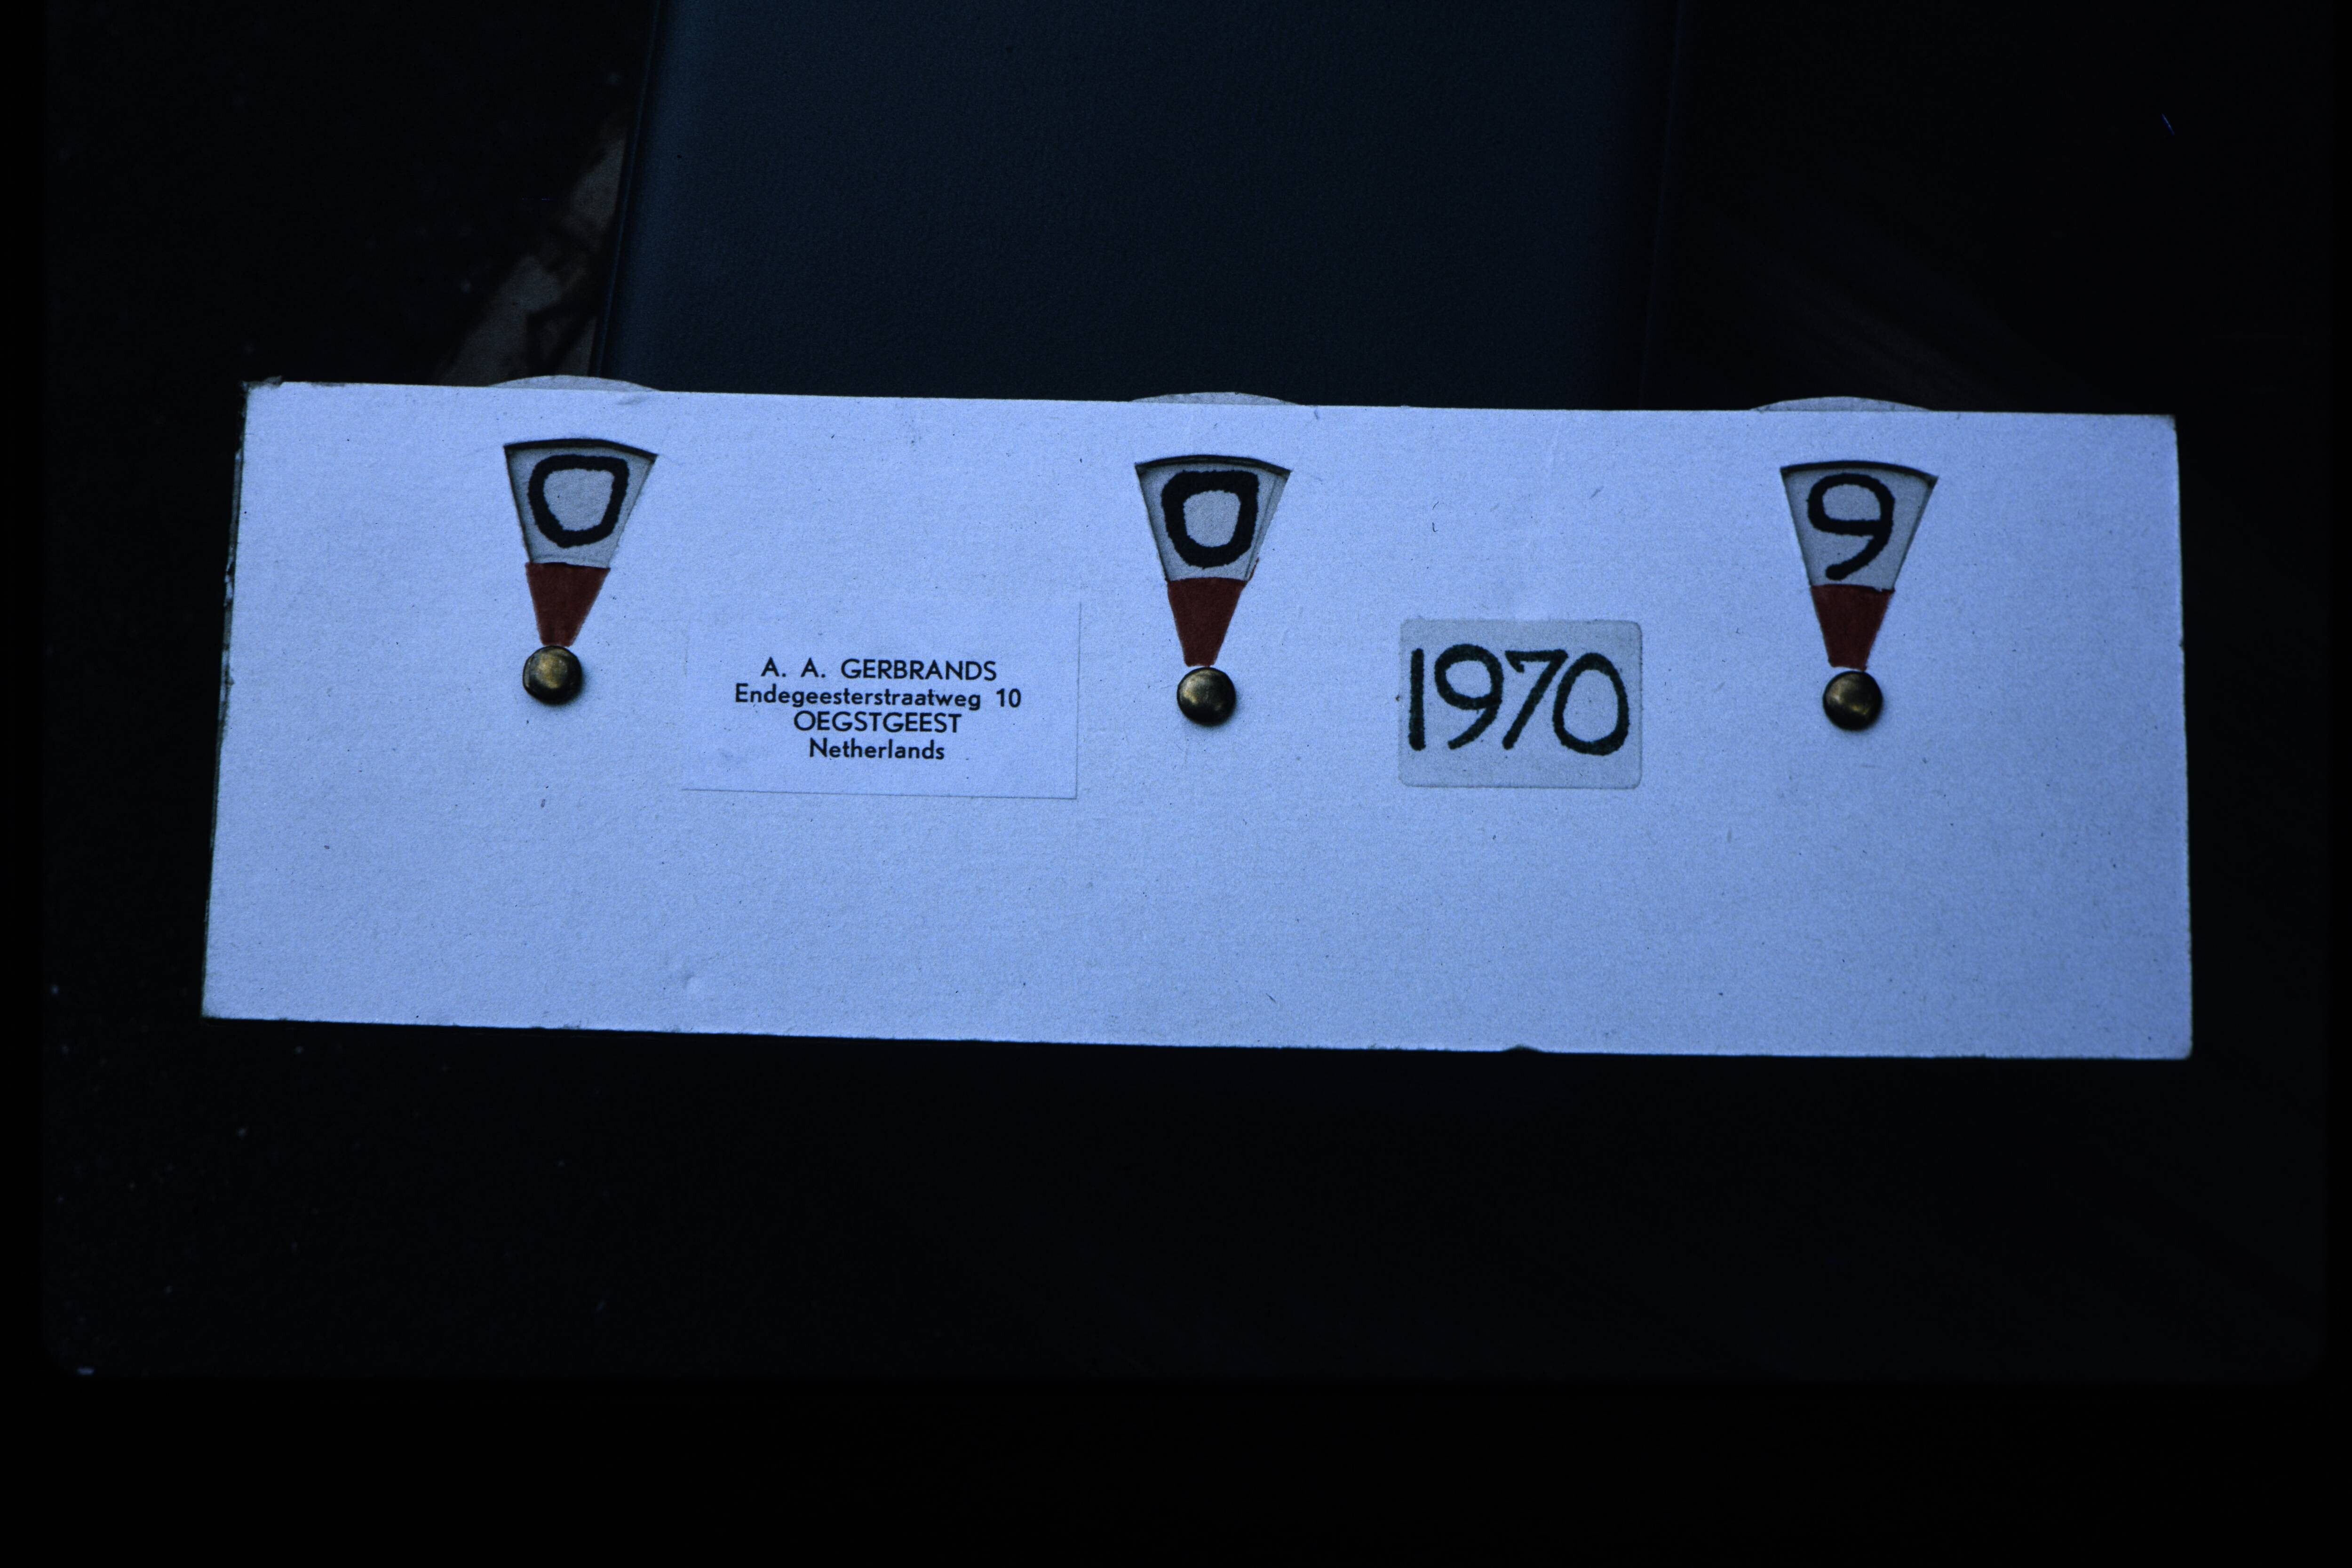 0 0 9
A. A. GERBRANDS
Endegeesterstraatweg 10
OEGSTGEEST
Netherlands
1970